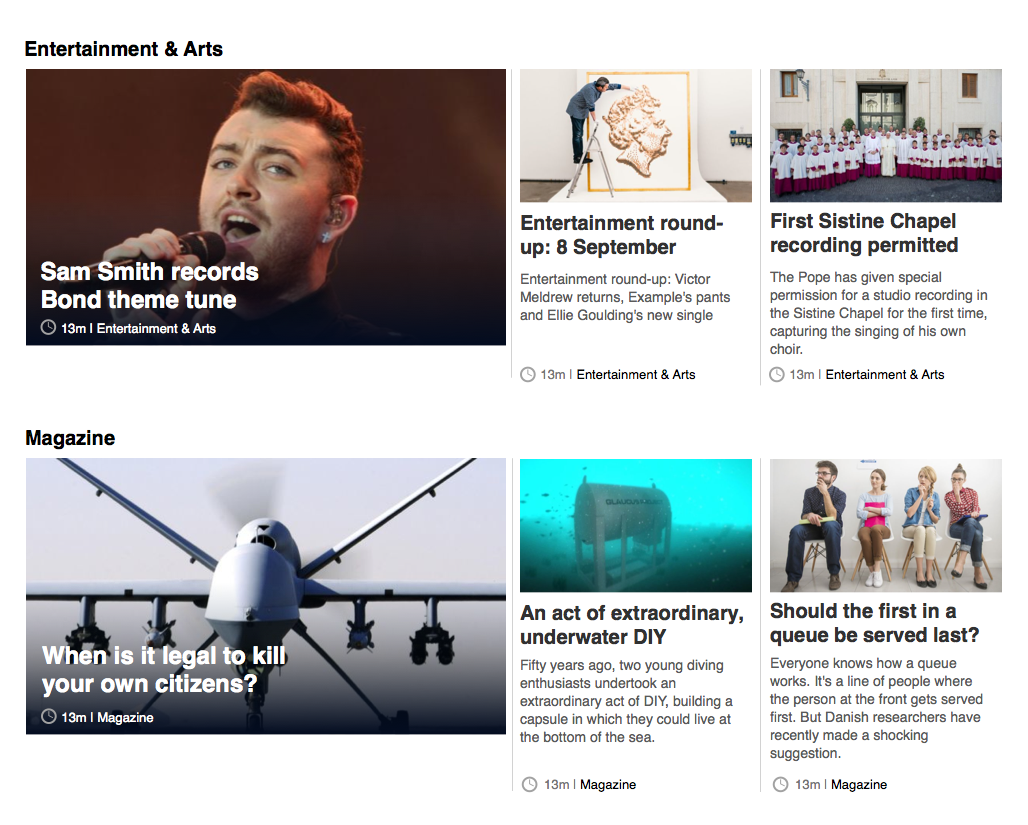 Entertainment & Arts
Sam Smith records
Bond theme tune
13m | Entertainment & Arts
Entertainment round-
up: 8 September
Entertainment round-up: Victor
Meldrew returns, Example's pants
and Ellie Goulding's new single
13m | Entertainment & Arts
First Sistine Chapel
recording permitted
The Pope has given special
permission for a studio recording in
the Sistine Chapel for the first time,
capturing the singing of his own
choir.
13m | Entertainment & Arts
Magazine
When is it legal to kill
your own citizens?
13m | Magazine
An act of extraordinary,
underwater DIY
Fifty years ago, two young diving
enthusiasts undertook an
extraordinary act of DIY, building a
capsule in which they could live at
the bottom of the sea.
13m | Magazine
Should the first in a
queue be served last?
Everyone knows how a queue
works. It's a line of people where
the person at the front gets served
first. But Danish researchers have
recently made a shocking
suggestion.
13m | Magazine